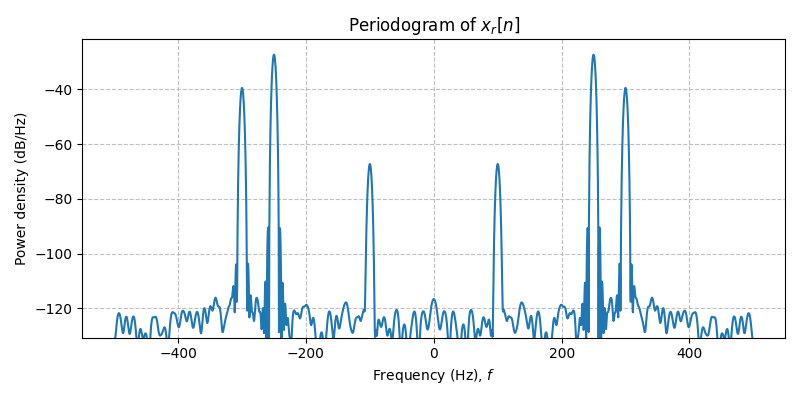 Periodogram of $x_r[n]$
Power density (dB/Hz)
−40
−60
−80
−100
−120
−400 −200 0 200 400
Frequency (Hz), f